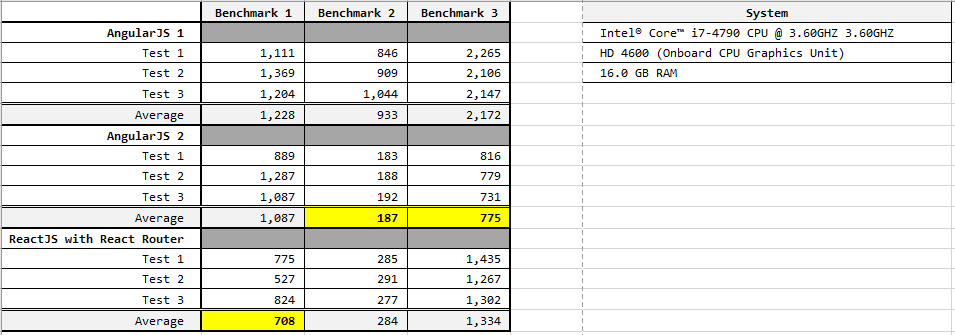 Benchmark 1 Benchmark 2 Benchmark 3 System
AngularJS 1 Intel® Core™ i7-4790 CPU @ 3.60GHZ 3.60GHZ
Test 1 1,111 846 2,265 HD 4600 (Onboard CPU Graphics Unit)
Test 2 1,369 909 2,106 16.0 GB RAM
Test 3 1,204 1,044 2,147
Average 1,228 933 2,172
AngularJS 2
Test 1 889 183 816
Test 2 1,287 188 779
Test 3 1,087 192 731
Average 1,087 187 775
ReactJS with React Router
Test 1 775 285 1,435
Test 2 527 291 1,267
Test 3 824 277 1,302
Average 708 284 1,334